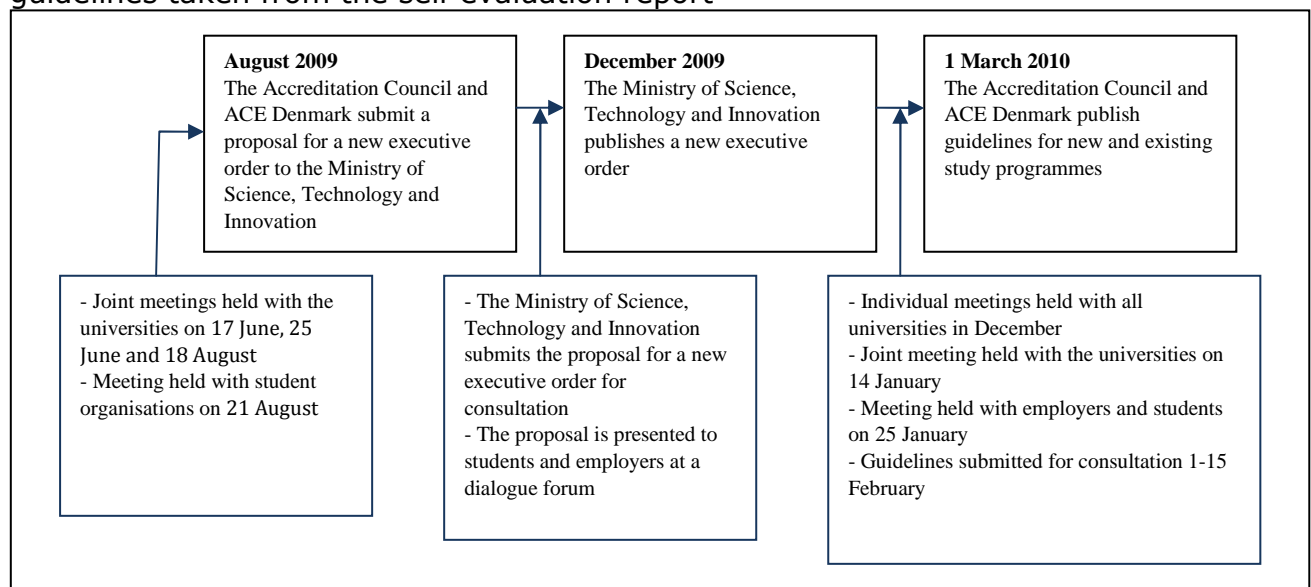 guidelines taken from the self-evaluation report
August 2009
The Accreditation Council and
ACE Denmark submit a
proposal for a new executive
order to the Ministry of
Science, Technology and
Innovation
December 2009
The Ministry of Science,
Technology and Innovation
publishes a new executive
order
1 March 2010
The Accreditation Council and
ACE Denmark publish
guidelines for new and existing
study programmes
- Joint meetings held with the
universities on 17 June, 25
June and 18 August
- Meeting held with student
organisations on 21 August
- The Ministry of Science,
Technology and Innovation
submits the proposal for a new
executive order for
consultation
- The proposal is presented to
students and employers at a
dialogue forum
- Individual meetings held with all
universities in December
- Joint meeting held with the universities on
14 January
- Meeting held with employers and students
on 25 January
- Guidelines submitted for consultation 1-15
February